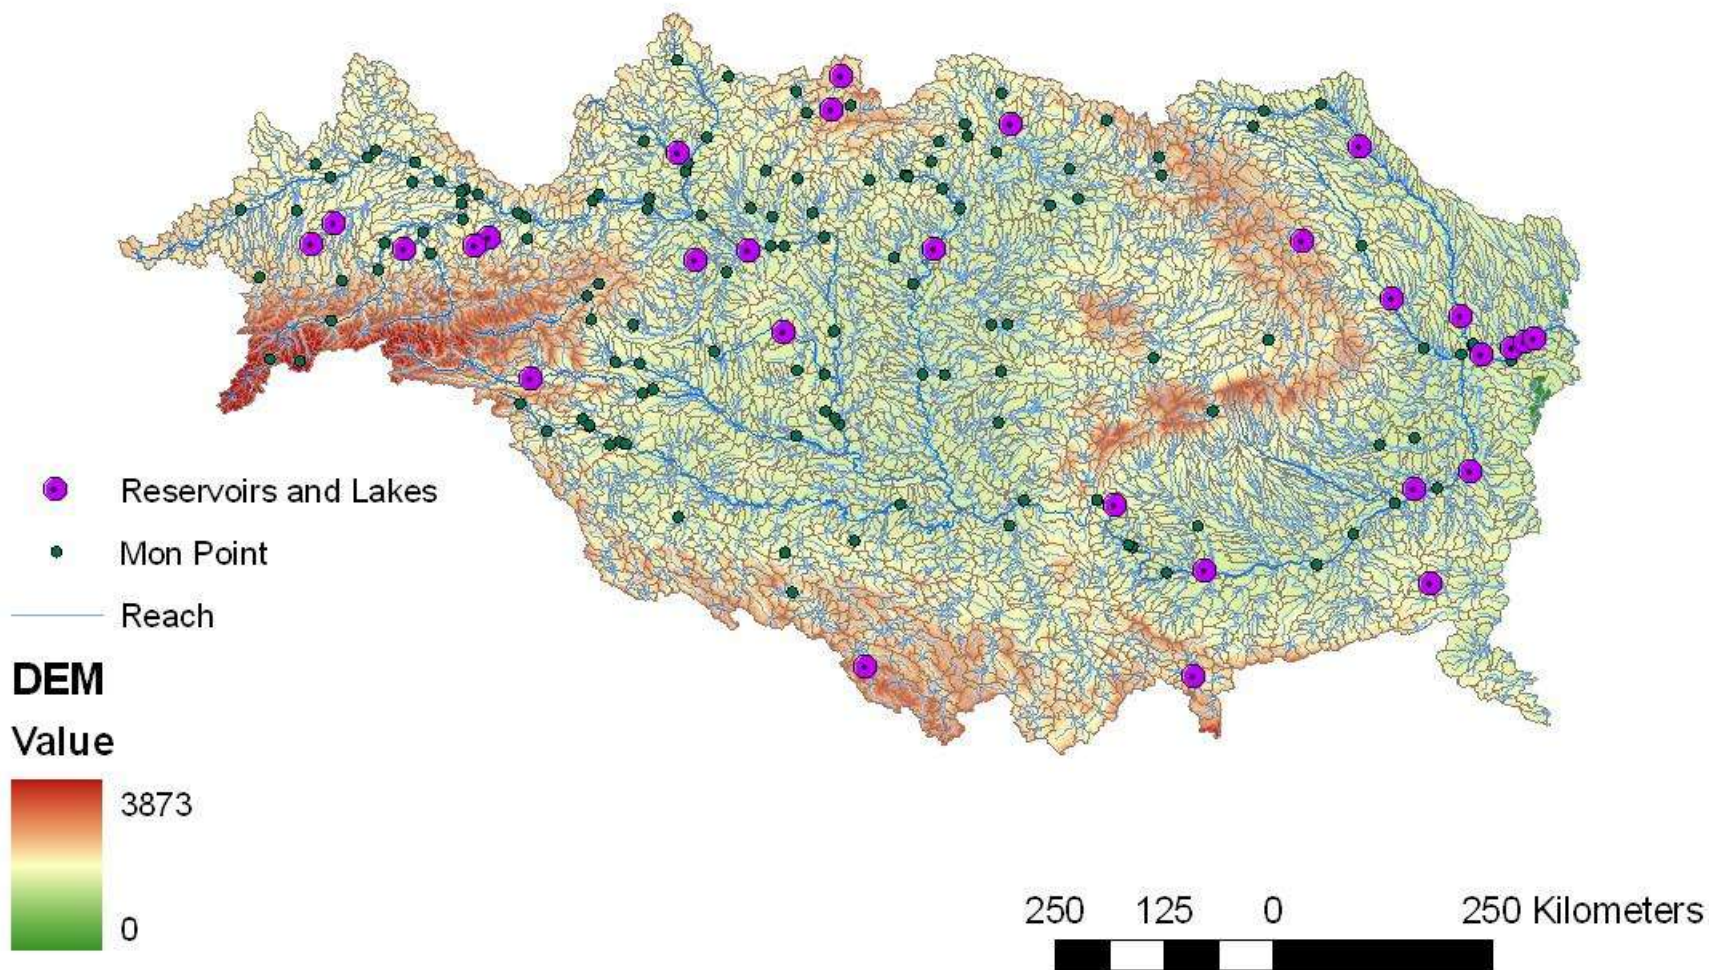 Reservoirs and Lakes
Mon Point
Reach
DEM
Value
3873
0
250 125 0 250 Kilometers